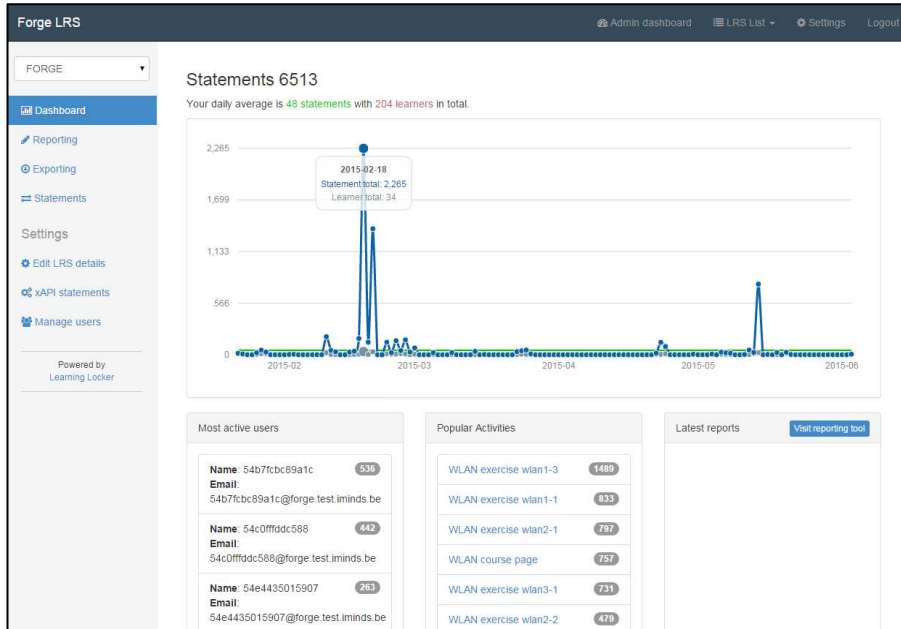 Forge LRS
Admin dashboard
LRS List
Settings
Logout
FORGE
Dashboard
Reporting
Exporting
Statements
Settings
Edit LRS details
xAPI statements
Manage users
Powered by
Learning Locker
Statements 6513
Your daily average is 48 statements with 204 learners in total.
2,265
1,699
1,133
566
0
2015-02-18
Statement total: 2,265
Learner total: 34
2015-02
2015-03
2015-04
2015-05
2015-06
Most active users
Name: 54b7fcbc89a1c
536
Email:
54b7fcbc89a1c@forge.test.iminds.be
Name: 54c0fffddc588
442
Email:
54c0fffddc588@forge.test.iminds.be
Name: 54e4435015907
263
Email:
54e4435015907@forge.test.iminds.be
Popular Activities
WLAN exercise wlan1-3
1489
WLAN exercise wlan1-1
833
WLAN exercise wlan2-1
797
WLAN course page
757
WLAN exercise wlan3-1
731
WLAN exercise wlan2-2
479
Latest reports
Visit reporting tool